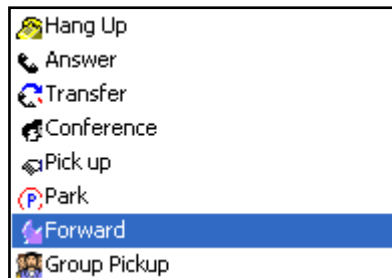 Hang Up
Answer
Transfer
Conference
Pick up
P Park
Forward
Group Pickup